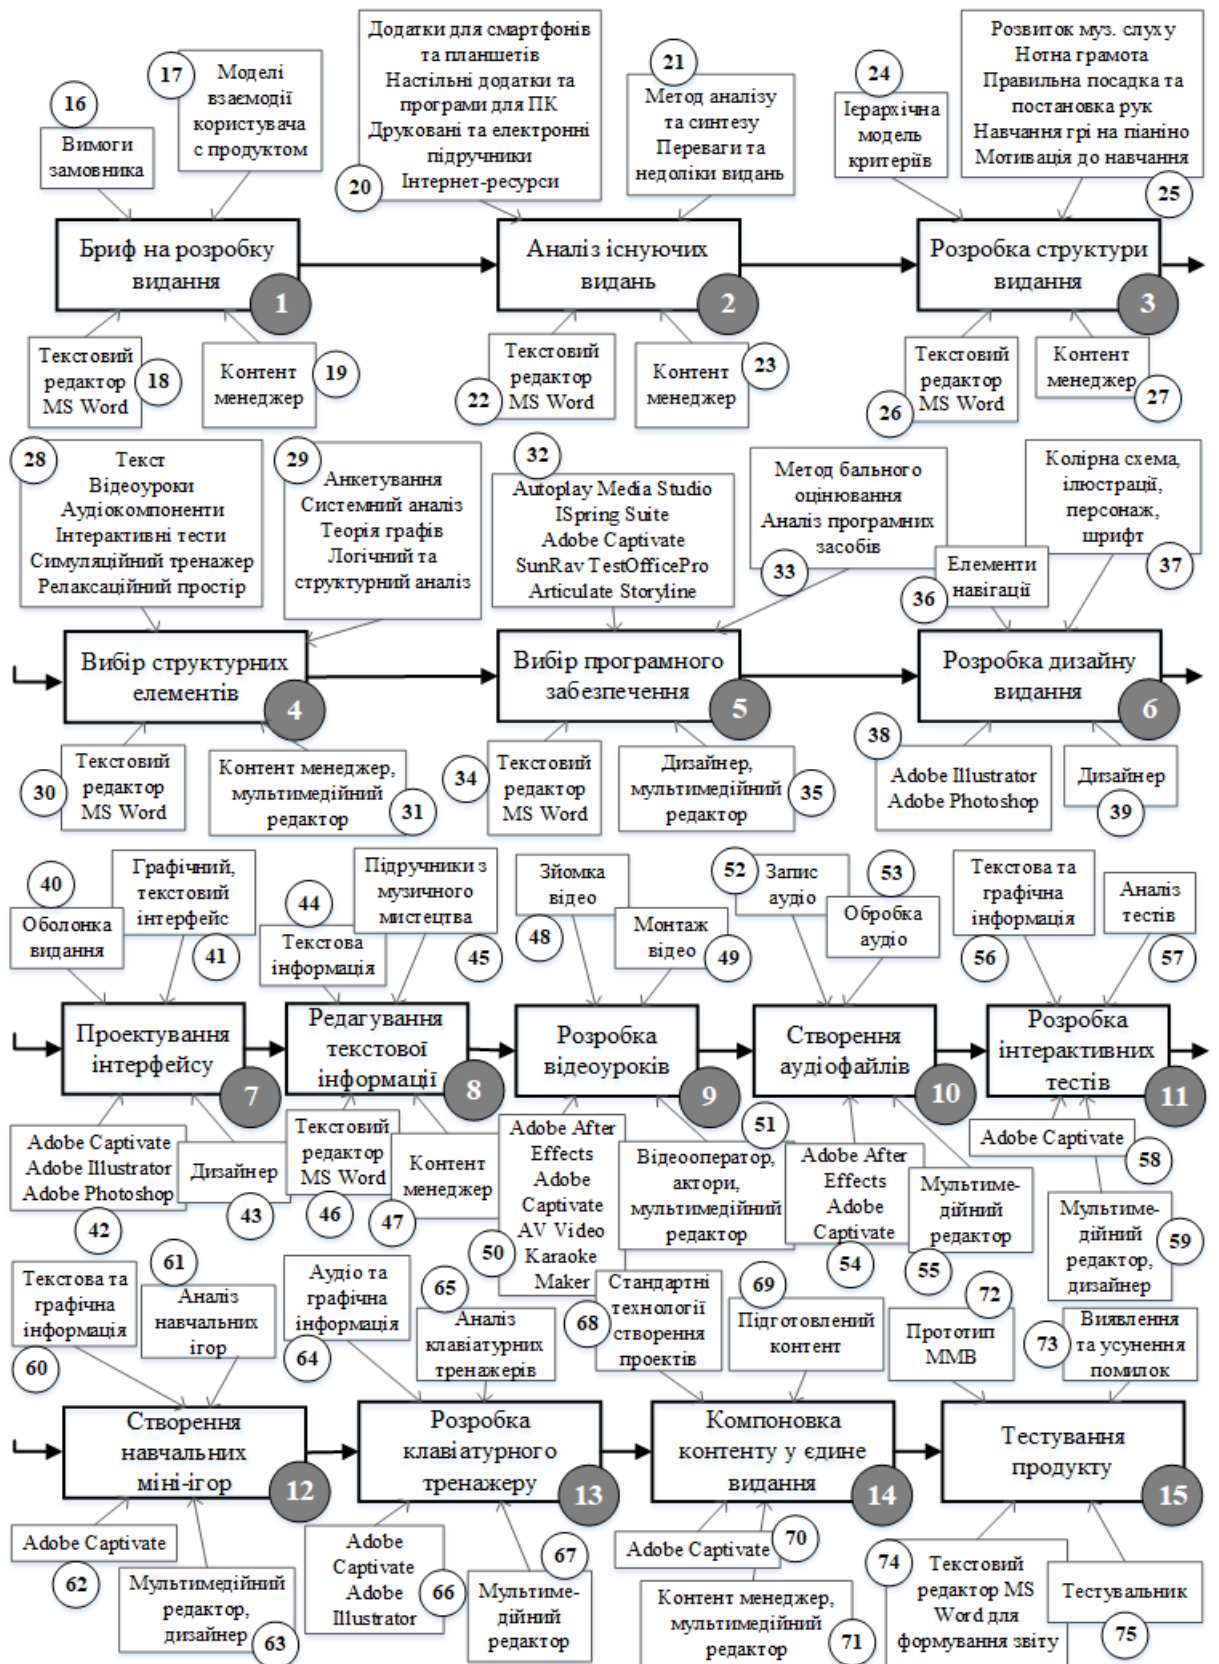 16
Вимоги
замовника
17
Моделі
взаємодії
користувача
с продуктом
Додатки для смартфонів
та планшетів
Настільні додатки та
програми для ПК
Друковані та електронні
підручники
Інтернет-ресурси
20
21
Метод аналізу
та синтезу
Переваги та
недоліки видань
24
Ієрархічна
модель
критеріїв
Розвиток муз. слуху
Нотна грамота
Правильна посадка та
постановка рук
Навчання грі на піаніно
Мотивація до навчання
25
Бриф на розробку
видання
1
Аналіз існуючих
видань
2
Розробка структури
видання
3
Текстовий
редактор
MS Word
18
Контент
менеджер
19
Текстовий
редактор
MS Word
22
Контент
менеджер
23
Текстовий
редактор
MS Word
26
Контент
менеджер
27
28
Текст
Відеоуроки
Аудіокомпоненти
Інтерактивні тести
Симуляційний тренажер
Релаксаційний простір
29
Анкетування
Системний аналіз
Теорія графів
Логічний та
структурний аналіз
32
Autoplay Media Studio
ISpring Suite
Adobe Captivate
SunRav TestOfficePro
Articulate Storyline
Метод бального
оцінювання
Аналіз програмних
засобів
33
Елементи
навігації
36
Колірна схема,
ілюстрації,
персонаж,
шрифт
37
Вибір структурних
елементів
4
Вибір програмного
забезпечення
5
Розробка дизайну
видання
6
Текстовий
редактор
MS Word
30
Контент менеджер,
мультимедійний
редактор
31
Текстовий
редактор
MS Word
34
Дизайнер,
мультимедійний
редактор
35
38
Adobe Illustrator
Adobe Photoshop
Дизайнер
39
40
Оболонка
видання
Графічний,
текстовий
інтерфейс
41
44
Текстова
інформація
Підручники з
музичного
мистецтва
45
Зйомка
відео
48
Монтаж
відео
49
52
Запис
аудіо
53
Обробка
аудіо
Текстова та
графічна
інформація
56
Аналіз
тестів
57
Проектування
інтерфейсу
7
Редагування
текстової
інформації
8
Розробка
відеоуроків
9
Створення
аудіофайлів
10
Розробка
інтерактивних
тестів
11
Adobe Captivate
Adobe Illustrator
Adobe Photoshop
42
Дизайнер
43
Текстовий
редактор
MS Word
46
Контент
менеджер
47
Adobe After
Effects
Adobe
Captivate
AV Video
Karaoke
Maker
50
51
Відеооператор,
актори,
мультимедійний
редактор
Adobe After
Effects
Adobe
Captivate
54
Мультиме-
дійний
редактор
55
Adobe Captivate
58
Мультиме-
дійний
редактор,
дизайнер
59
Текстова та
графічна
інформація
60
61
Аналіз
навчальних
ігор
Аудіо та
графічна
інформація
64
65
Аналіз
клавіатурних
тренажерів
Стандартні
технології
створення
проектів
68
69
Підготовлений
контент
72
Прототип
ММВ
73
Виявлення
та усунення
помилок
Створення
навчальних
міні-ігор
12
Розробка
клавіатурного
тренажеру
13
Компоновка
контенту у єдине
видання
14
Тестування
продукту
15
Adobe Captivate
62
Мультимедійний
редактор,
дизайнер
63
Adobe
Captivate
Adobe
Illustrator
66
67
Мультиме-
дійний
редактор
Adobe Captivate
70
Контент менеджер,
мультимедійний
редактор
71
74
Текстовий
редактор MS
Word для
формування звіту
Тестувальник
75